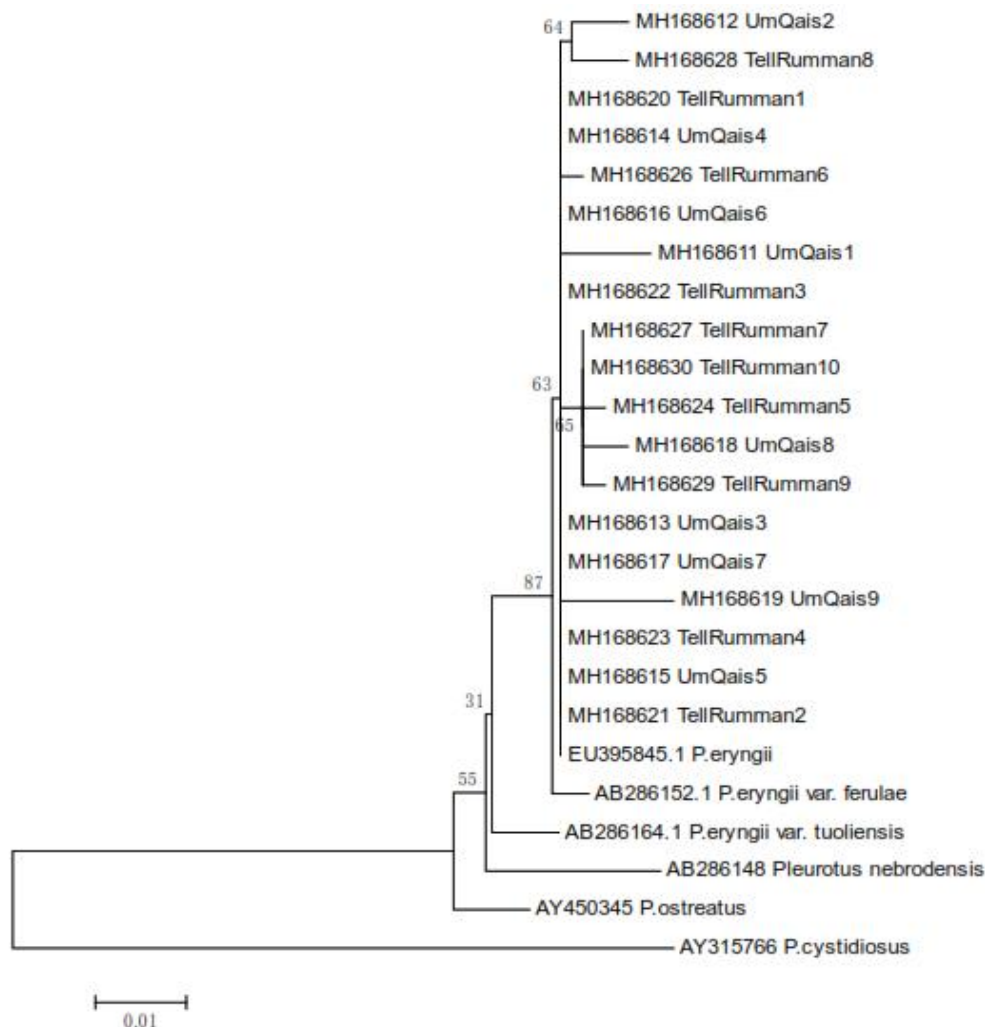 64
MH168612 UmQais2
MH168628 TellRumman8
MH168620 TellRumman1
MH168614 UmQais4
MH168626 TellRumman6
MH168616 UmQais6
MH168611 UmQais1
MH168622 TellRumman3
MH168627 TellRumman7
MH168630 TellRumman10
63
MH168624 TellRumman5
65
MH168618 UmQais8
MH168629 TellRumman9
MH168613 UmQais3
MH168617 UmQais7
87
MH168619 UmQais9
MH168623 TellRumman4
MH168615 UmQais5
31
MH168621 TellRumman2
EU395845.1 P.eryngii
55
AB286152.1 P.eryngii var. ferulae
AB286164.1 P.eryngii var. tuoliensis
AB286148 Pleurotus nebrodensis
AY450345 P.ostreatus
AY315766 P.cystidiosus
0.01